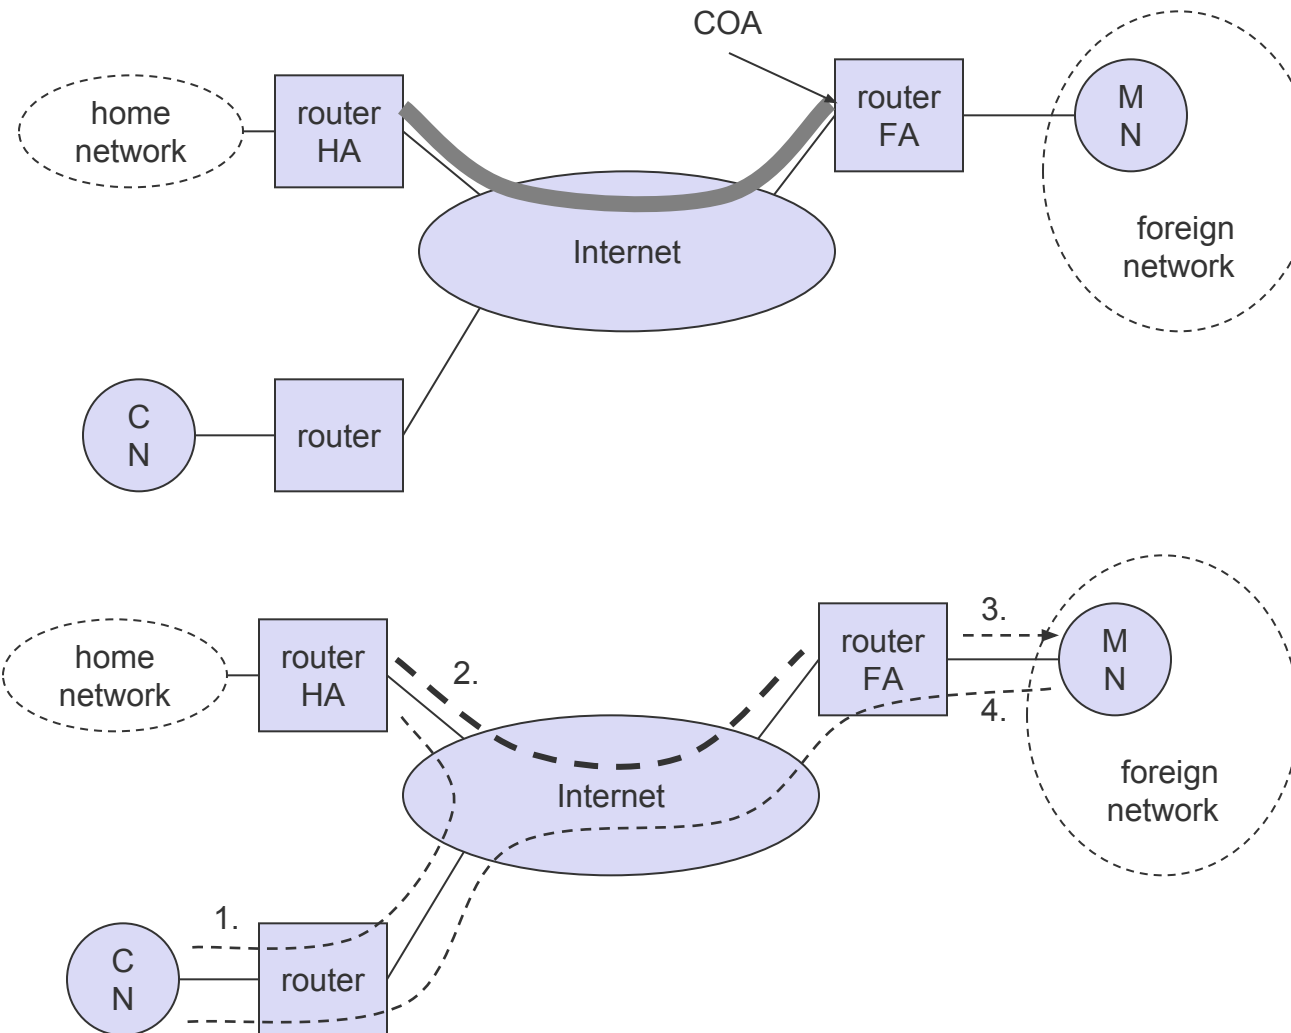 COA
home
network
router
HA
router
FA
M
N
foreign
network
Internet
C
N
router
home
network
router
HA
2.
router
FA
3.
M
N
4.
foreign
network
Internet
1.
C
N
router